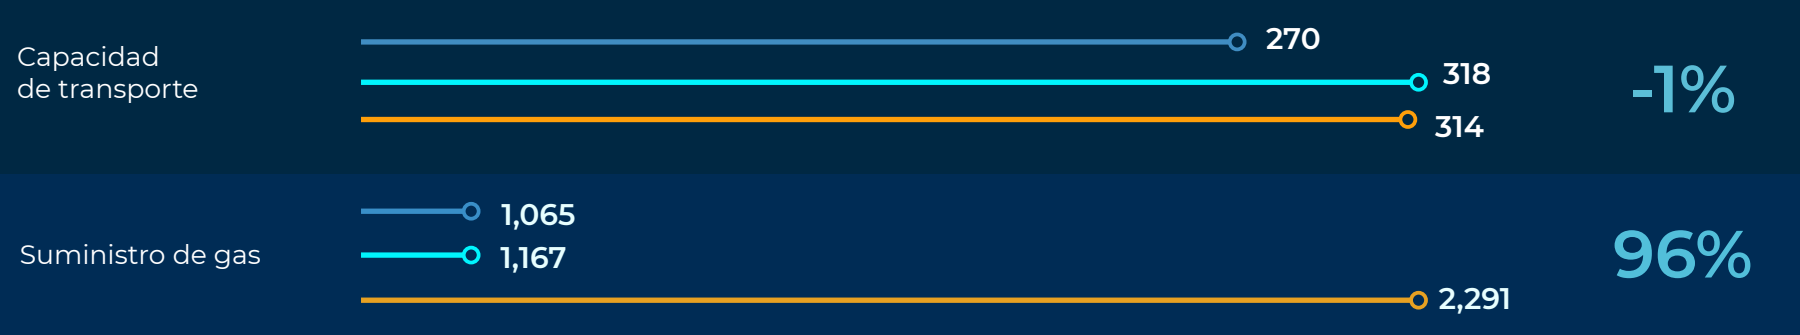 Capacidad
de transporte
270
318
314
-1%
Suministro de gas
1,065
1,167
2,291
96%